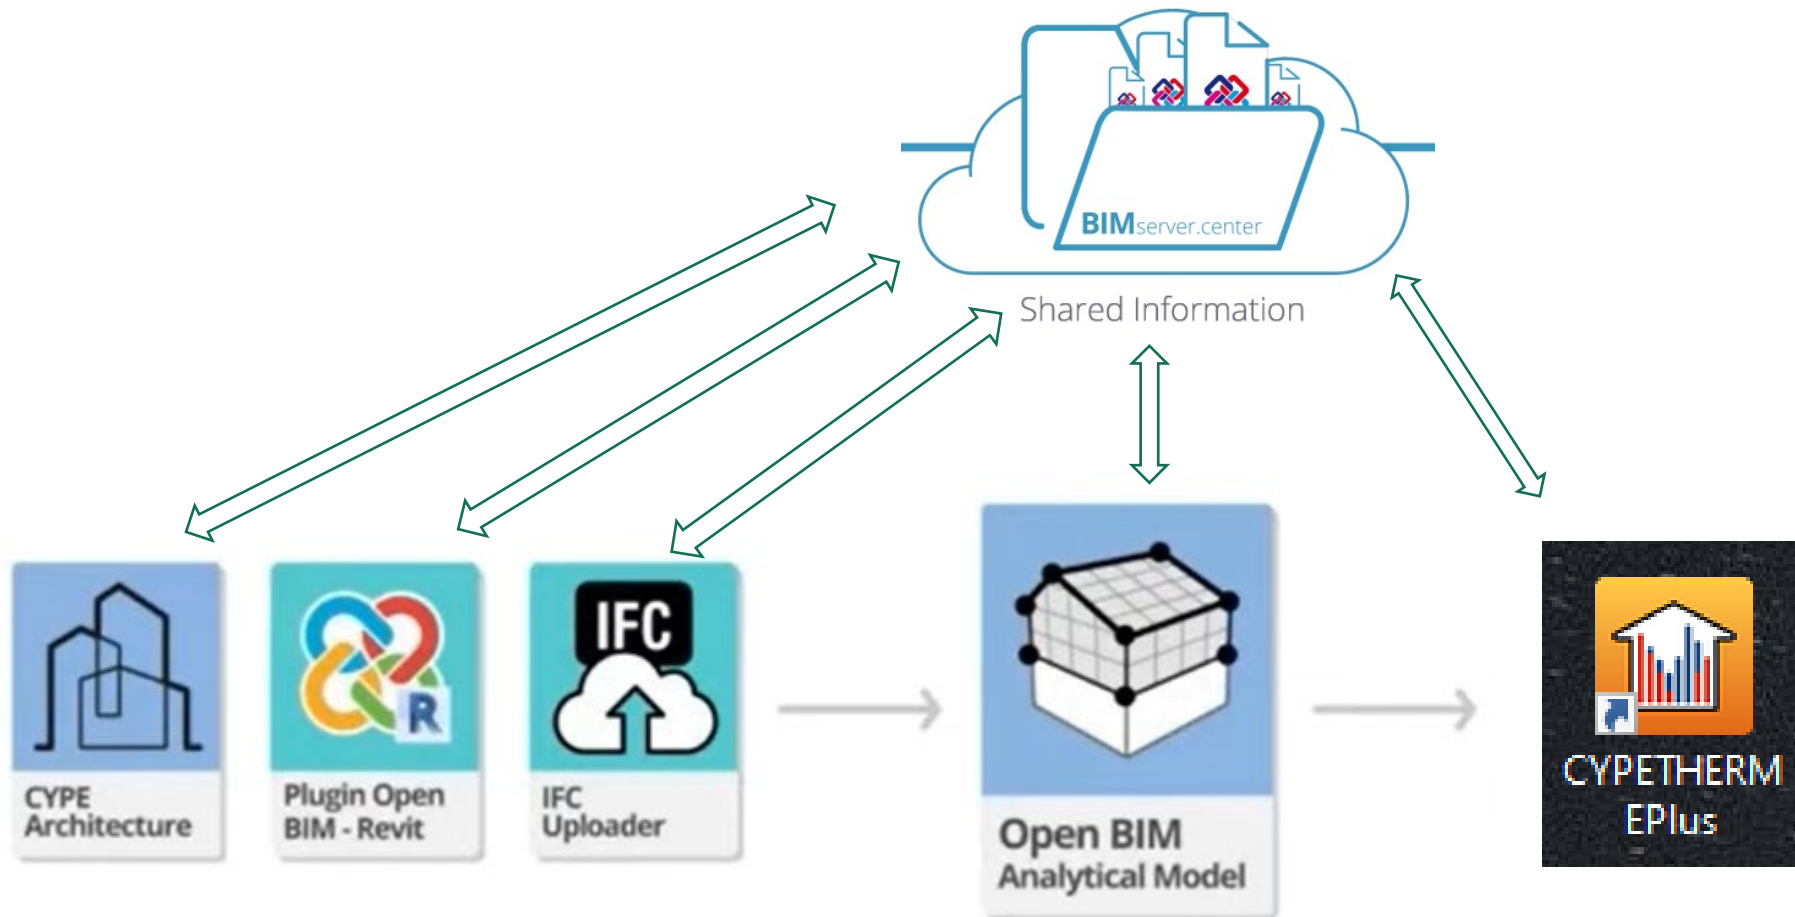 BIMserver.center
Shared Information
IFC
R
CYPE
Architecture
Plugin Open
BIM - Revit
IFC
Uploader
Open BIM
Analytical Model
CYPETHERM
EPlus